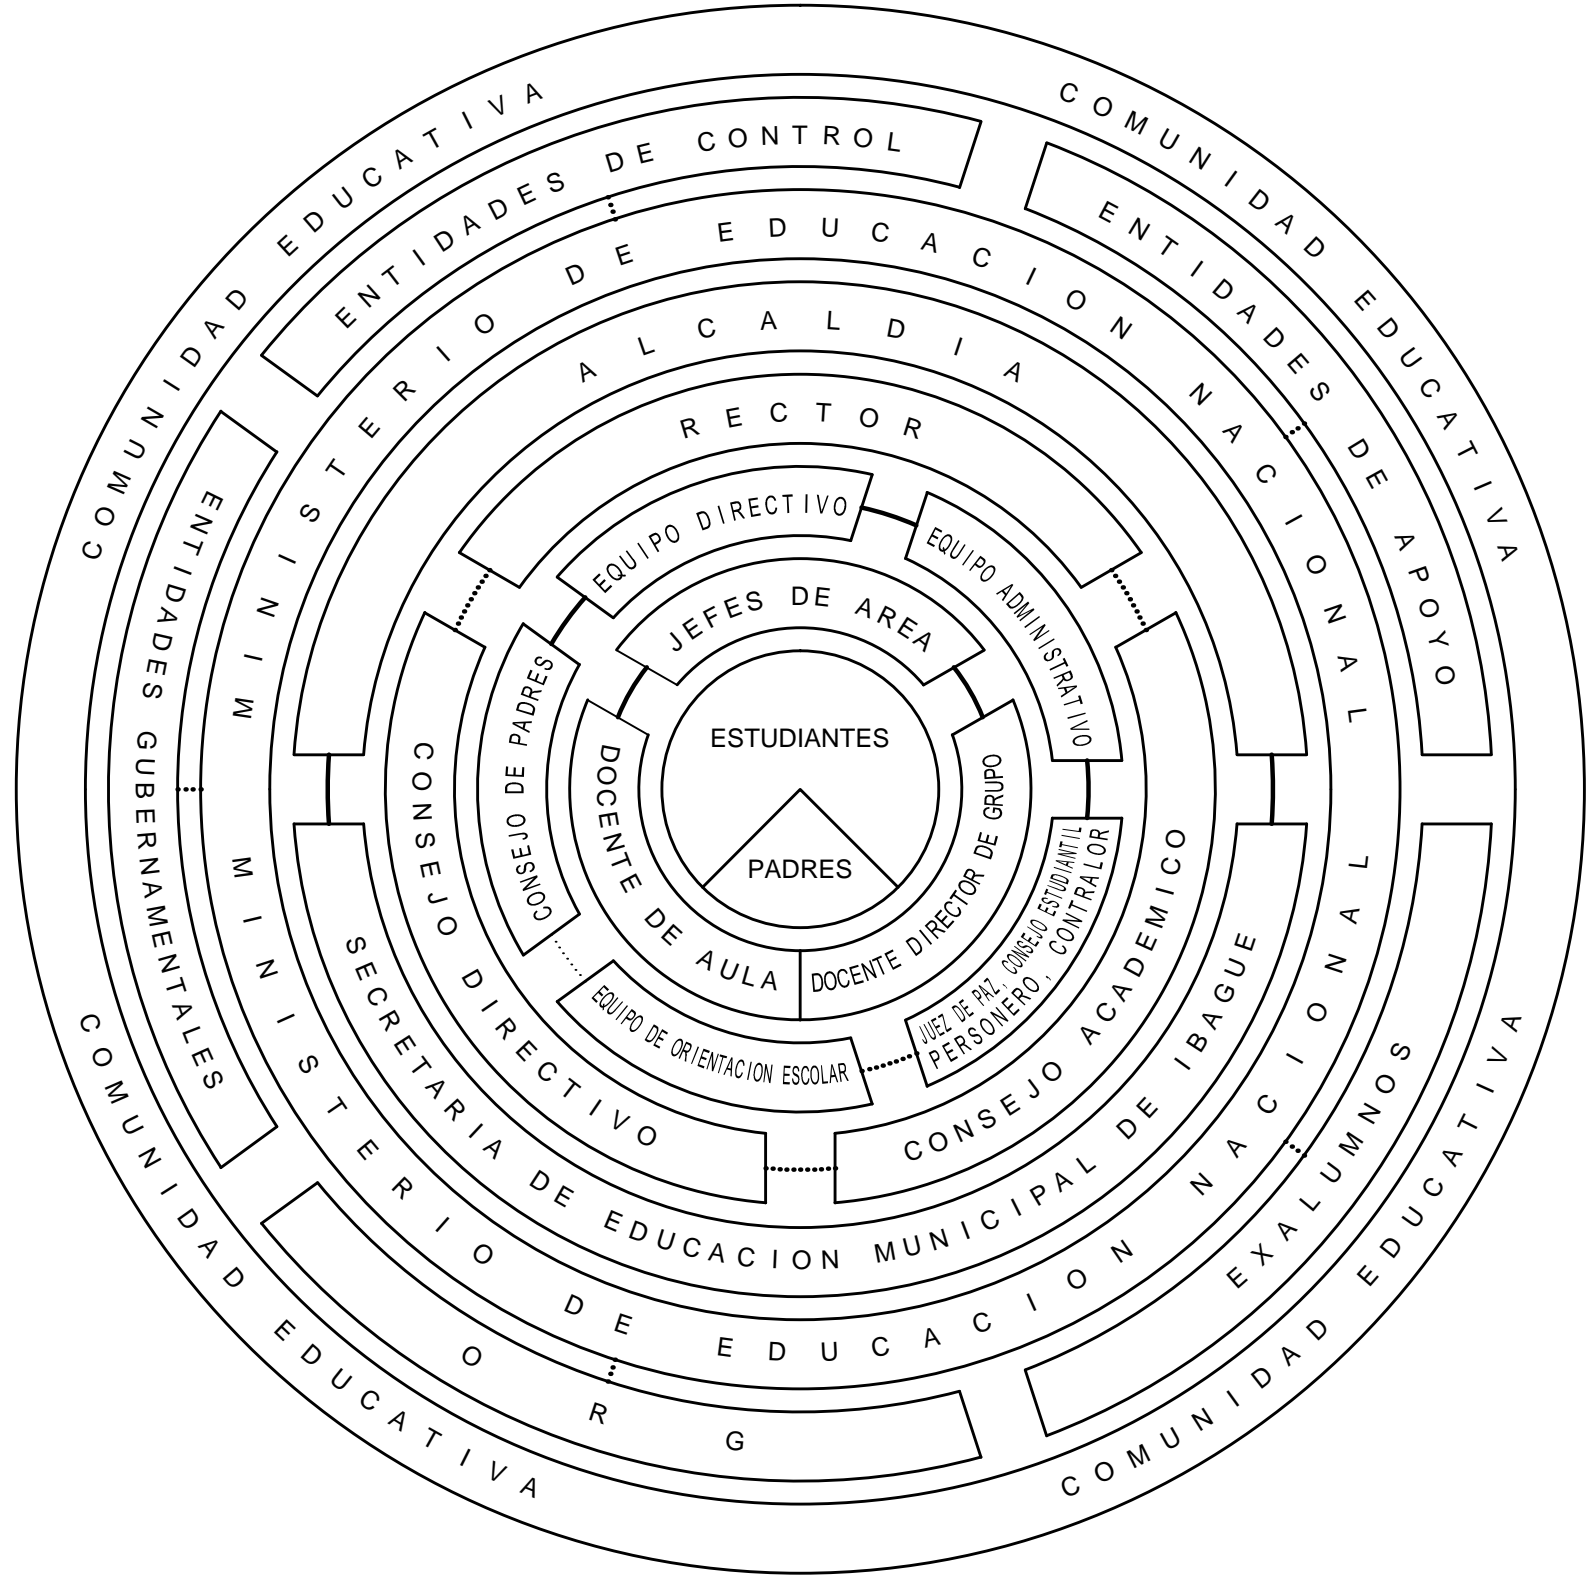 COMUNIDAD EDUCATIVA
COMUNIDAD EDUCATIVA
ENTIDADES DE CONTROL
ENTIDADES DE APOYO
MINISTERIO DE EDUCACION NACIONAL
ALCALDIA
RECTOR
EQUIPO DIRECTIVO
EQUIPO ADMINISTRATIVO
JEFES DE AREA
ESTUDIANTES
PADRES
CONSEJO DE PADRES
DOCENTE DE AULA
DOCENTE DIRECTOR DE GRUPO
JUEZ DE PAZ, CONSEJO ESTUDIANTIL
PERSONERO, CONTRALOR
EQUIPO DE ORIENTACION ESCOLAR
CONSEJO DIRECTIVO
CONSEJO ACADEMICO
SECRETARIA DE EDUCACION MUNICIPAL DE IBAGUE
MINISTERIO DE EDUCACION NACIONAL
ENTIDADES GUBERNAMENTALES
ORG
EXALUMNOS
COMUNIDAD EDUCATIVA
COMUNIDAD EDUCATIVA